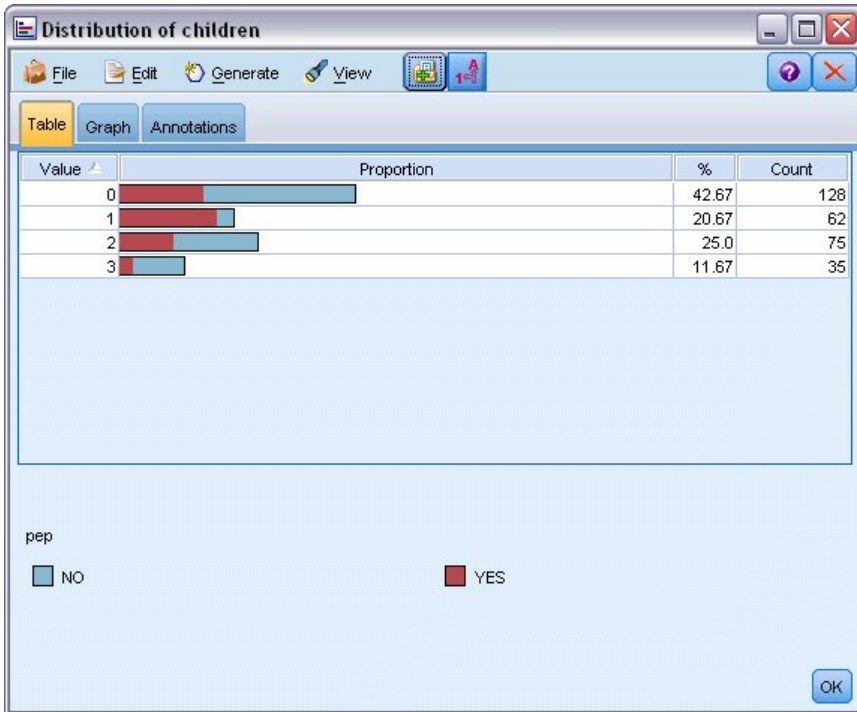 Distribution of children
File Edit Generate View
Table Graph Annotations
Value Proportion % Count
0 42.67 128
1 20.67 62
2 25.0 75
3 11.67 35
pep
NO YES
OK